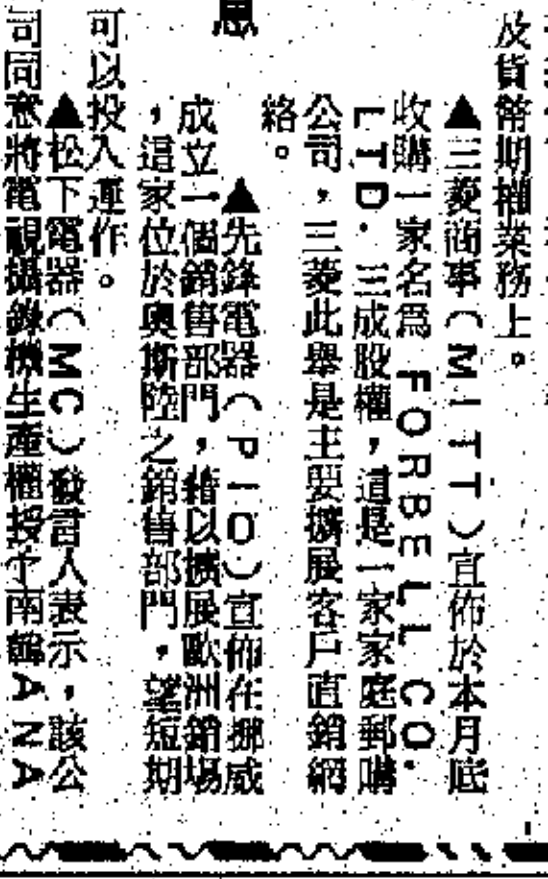 及貨幣期權業務上。
▲三菱商事（MITT）宣佈於本月底
收購一家名爲 FORBELL CO.
LTD. 三成股權，這是一家家庭郵購
公司，三菱此舉是主要擴展客戶直銷網
絡。
▲先鋒電器（PIO）宣佈在挪威
成立一個銷售部門，藉以擴展歐洲銷場
，這家位於奧斯陸之銷售部門，望短期
可以投入運作。
▲松下電器（MC）發言人表示，該公
司同意將電視攝錄機生產權授予南韓ANA